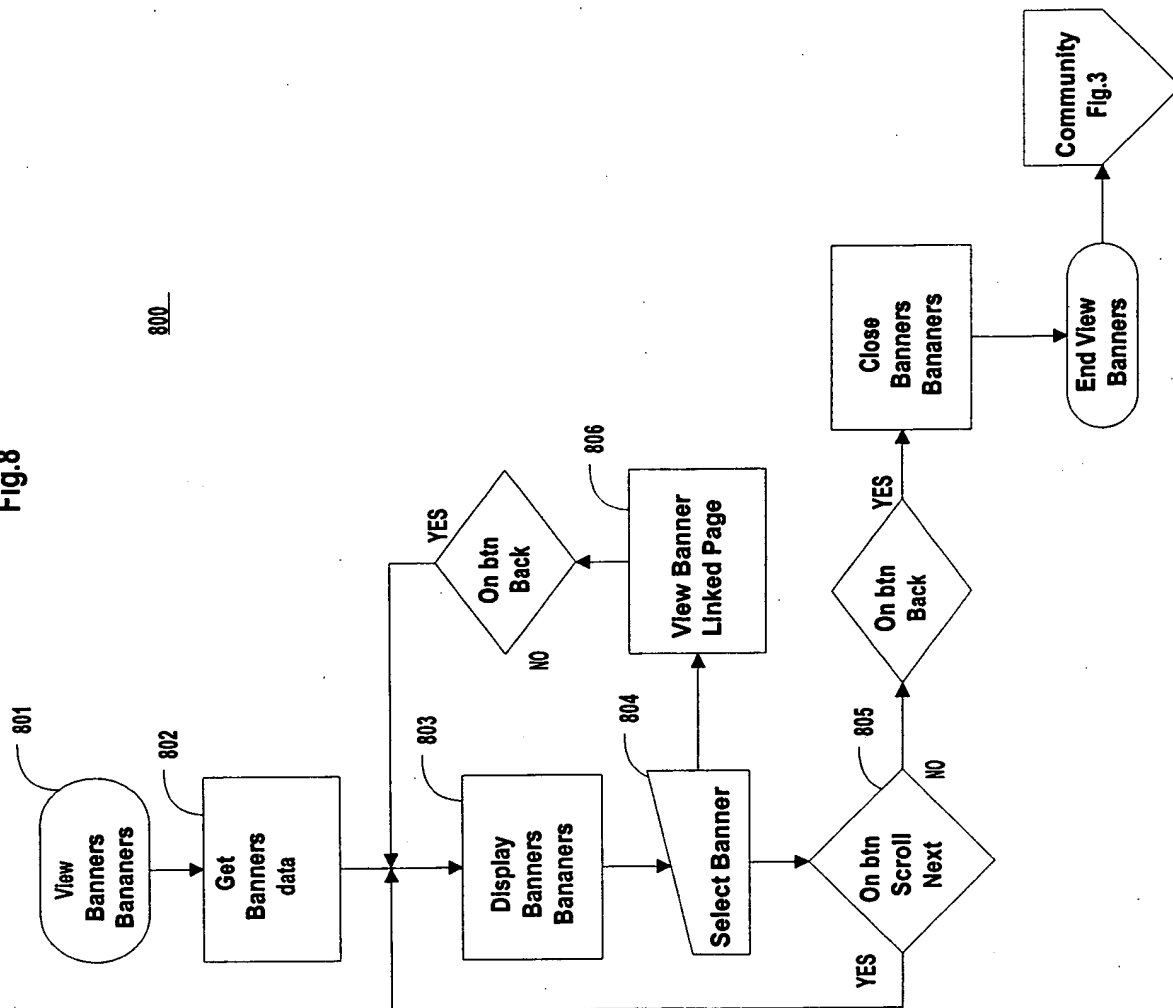 Fig.8
800
801
View
Banners
Bananers
802
Get
Banners
data
803
Display
Banners
Bananers
804
Select Banner
805
On btn
Scroll
Next
YES
NO
806
View Banner
Linked Page
On btn
Back
YES
NO
On btn
Back
YES
Close
Banners
Bananers
End View
Banners
Community
Fig.3